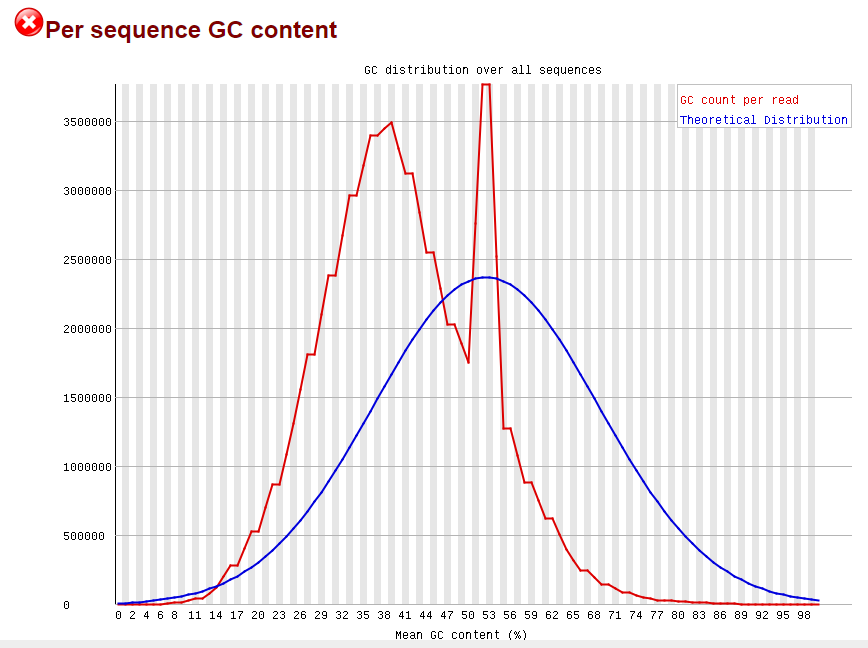 Per sequence GC content
GC distribution over all sequences
GC count per read
Theoretical Distribution
3500000
3000000
2500000
2000000
1500000
1000000
500000
0
0 2 4 6 8 11 14 17 20 23 26 29 32 35 38 41 44 47 50 53 56 59 62 65 68 71 74 77 80 83 86 89 92 95 98
Mean GC content (%)